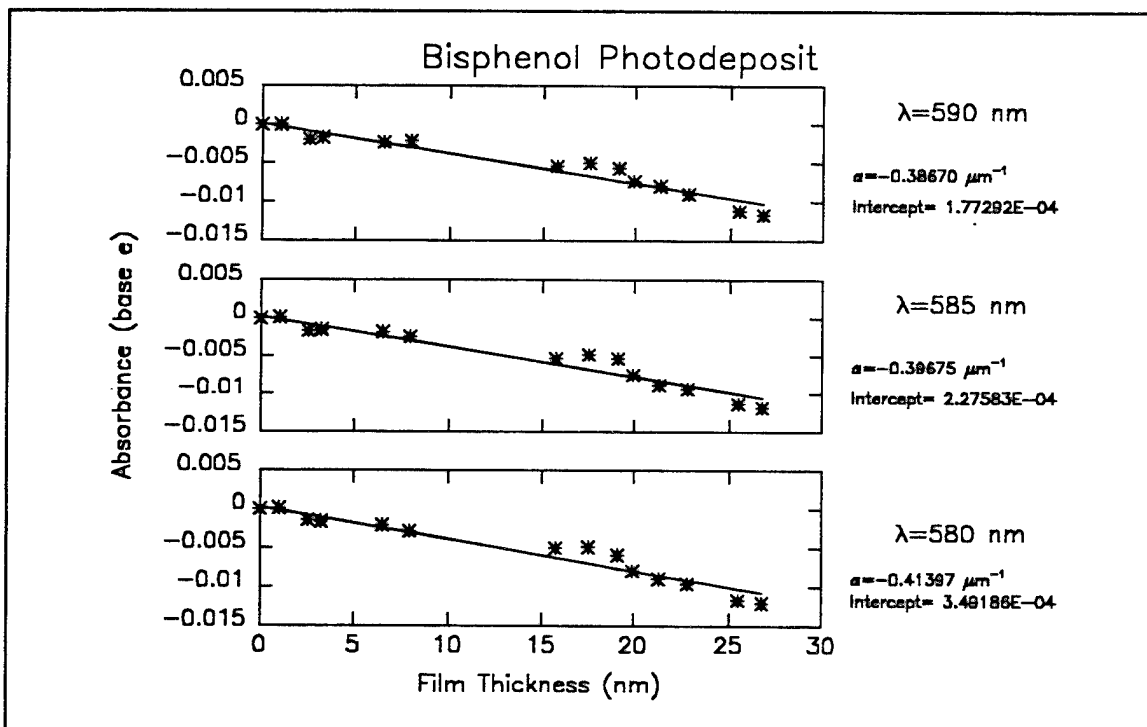 Bisphenol Photodeposit
Absorbance (base e)
0.005
0
−0.005
−0.01
−0.015
λ=590 nm
α=−0.38670 μm⁻¹
Intercept= 1.77292E−04
0.005
0
−0.005
−0.01
−0.015
λ=585 nm
α=−0.39675 μm⁻¹
Intercept= 2.27583E−04
0.005
0
−0.005
−0.01
−0.015
λ=580 nm
α=−0.41397 μm⁻¹
Intercept= 3.49186E−04
0 5 10 15 20 25 30
Film Thickness (nm)